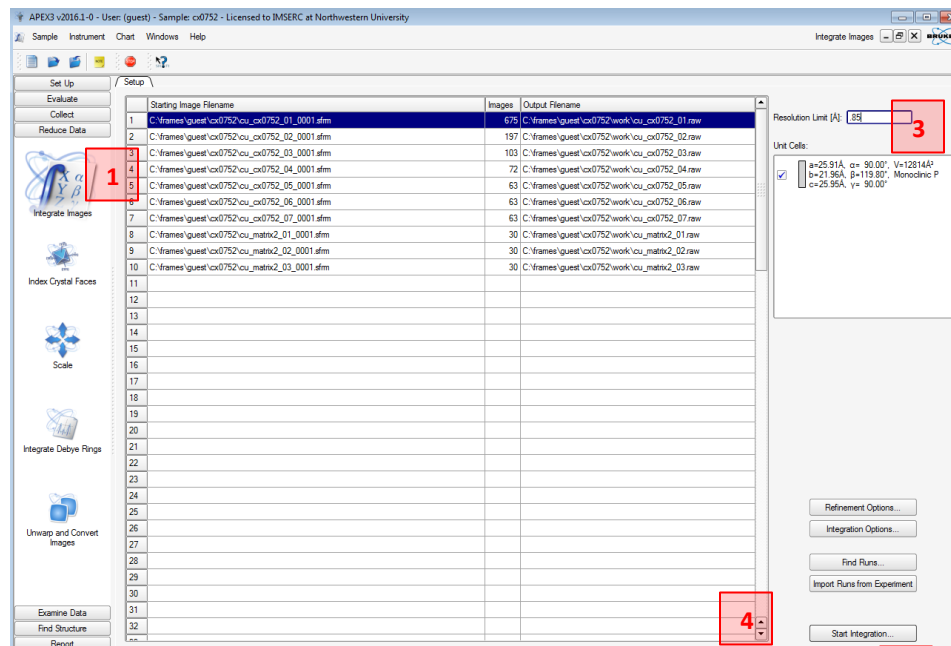 APEX3 v2016.1-0 - User: (guest) - Sample: cx0752 - Licensed to IMSERC at Northwestern University
Sample Instrument Chart Windows Help
Integrate Images
Set Up
Evaluate
Collect
Reduce Data
Integrate Images
Index Crystal Faces
Scale
Integrate Debye Rings
Unwarp and Convert
Images
Examine Data
Find Structure
Report
Setup
Starting Image Filename Images Output Filename
1 C:\frames\guest\cx0752\cu_cx0752_01_0001.sfrm 675 C:\frames\guest\cx0752\work\cu_cx0752_01.raw
2 C:\frames\guest\cx0752\cu_cx0752_02_0001.sfrm 197 C:\frames\guest\cx0752\work\cu_cx0752_02.raw
3 C:\frames\guest\cx0752\cu_cx0752_03_0001.sfrm 103 C:\frames\guest\cx0752\work\cu_cx0752_03.raw
4 C:\frames\guest\cx0752\cu_cx0752_04_0001.sfrm 72 C:\frames\guest\cx0752\work\cu_cx0752_04.raw
5 C:\frames\guest\cx0752\cu_cx0752_05_0001.sfrm 63 C:\frames\guest\cx0752\work\cu_cx0752_05.raw
6 C:\frames\guest\cx0752\cu_cx0752_06_0001.sfrm 63 C:\frames\guest\cx0752\work\cu_cx0752_06.raw
7 C:\frames\guest\cx0752\cu_cx0752_07_0001.sfrm 63 C:\frames\guest\cx0752\work\cu_cx0752_07.raw
8 C:\frames\guest\cx0752\cu_matrix2_01_0001.sfrm 30 C:\frames\guest\cx0752\work\cu_matrix2_01.raw
9 C:\frames\guest\cx0752\cu_matrix2_02_0001.sfrm 30 C:\frames\guest\cx0752\work\cu_matrix2_02.raw
10 C:\frames\guest\cx0752\cu_matrix2_03_0001.sfrm 30 C:\frames\guest\cx0752\work\cu_matrix2_03.raw
11
12
13
14
15
16
17
18
19
20
21
22
23
24
25
26
27
28
29
30
31
32
1
3
4
Resolution Limit [Å]: .85
Unit Cells:
a=25.91Å, α= 90.00°, V=12814Å³
b=21.96Å, β=119.80°, Monoclinic P
c=25.95Å, γ= 90.00°
Refinement Options...
Integration Options...
Find Runs...
Import Runs from Experiment
Start Integration...